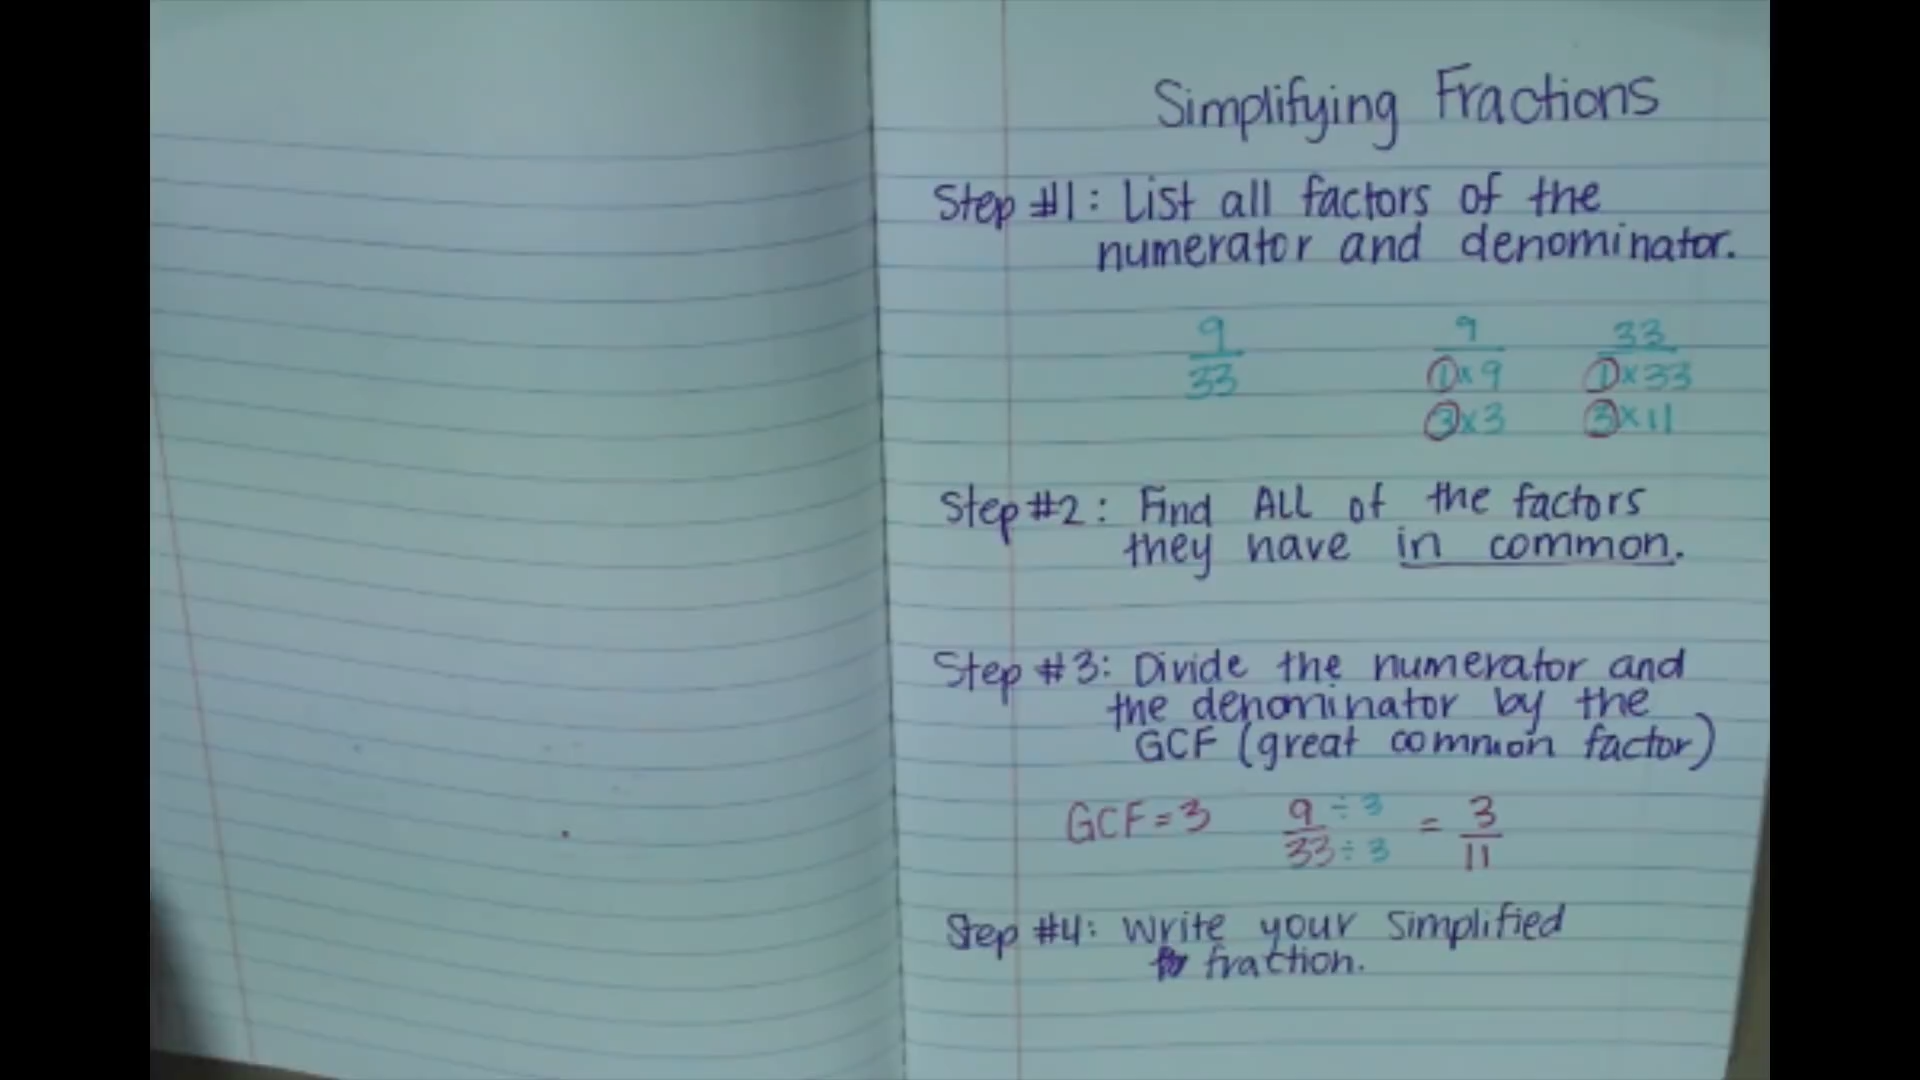 Simplifying Fractions
Step #1: List all factors of the
numerator and denominator.
9 9 33
33 1x9 1x33
3x3 3x11
Step #2: Find ALL of the factors
they have in common.
Step #3: Divide the numerator and
the denominator by the
GCF (great common factor)
GCF = 3 9 ÷ 3 = 3
33 ÷ 3 11
Step #4: Write your simplified
fraction.